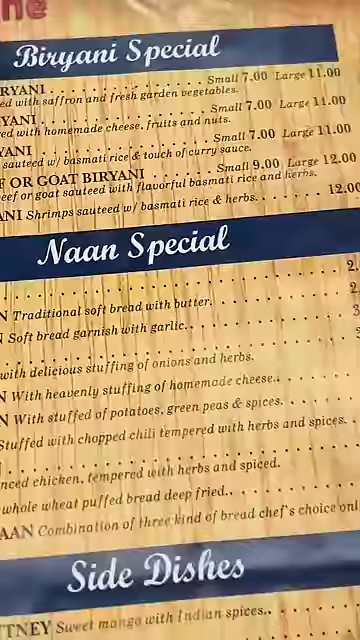 he
Biryani Special
RYANI . . . . . . . . . . . . . . . . . . Small 7.00 Large 11.00
ed with saffron and fresh garden vegetables.
YANI . . . . . . . . . . . . . . . . . . Small 7.00 Large 11.00
red with homemade cheese, fruits and nuts.
YANI . . . . . . . . . . . . . . . . . . Small 7.00 Large 11.00
sauteed w/ basmati rice & touch of curry sauce.
F OR GOAT BIRYANI . . . . . . . . Small 9.00 Large 12.00
eef or goat sauteed with flavorful basmati rice and herbs.
ANI Shrimps sauteed w/ basmati rice & herbs. . . . . . . 12.00
Naan Special
. . . . . . . . . . . . . . . . . . . . . . . . . . . . 2.
N Traditional soft bread with butter. . . . . . . . . . . . 2.
N Soft bread garnish with garlic. . . . . . . . . . . . . . 3
with delicious stuffing of onions and herbs.
N With heavenly stuffing of homemade cheese. . . . . . .
N With stuffed of potatoes, green peas & spices. . . . . .
Stuffed with chopped chili tempered with herbs and spices. . .
nced chicken, tempered with herbs and spiced.
whole wheat puffed bread deep fried. . . . . . . . . . .
AAN Combination of three kind of bread chef's choice onl
Side Dishes
TNEY Sweet mango with Indian spices. . . . . . . .